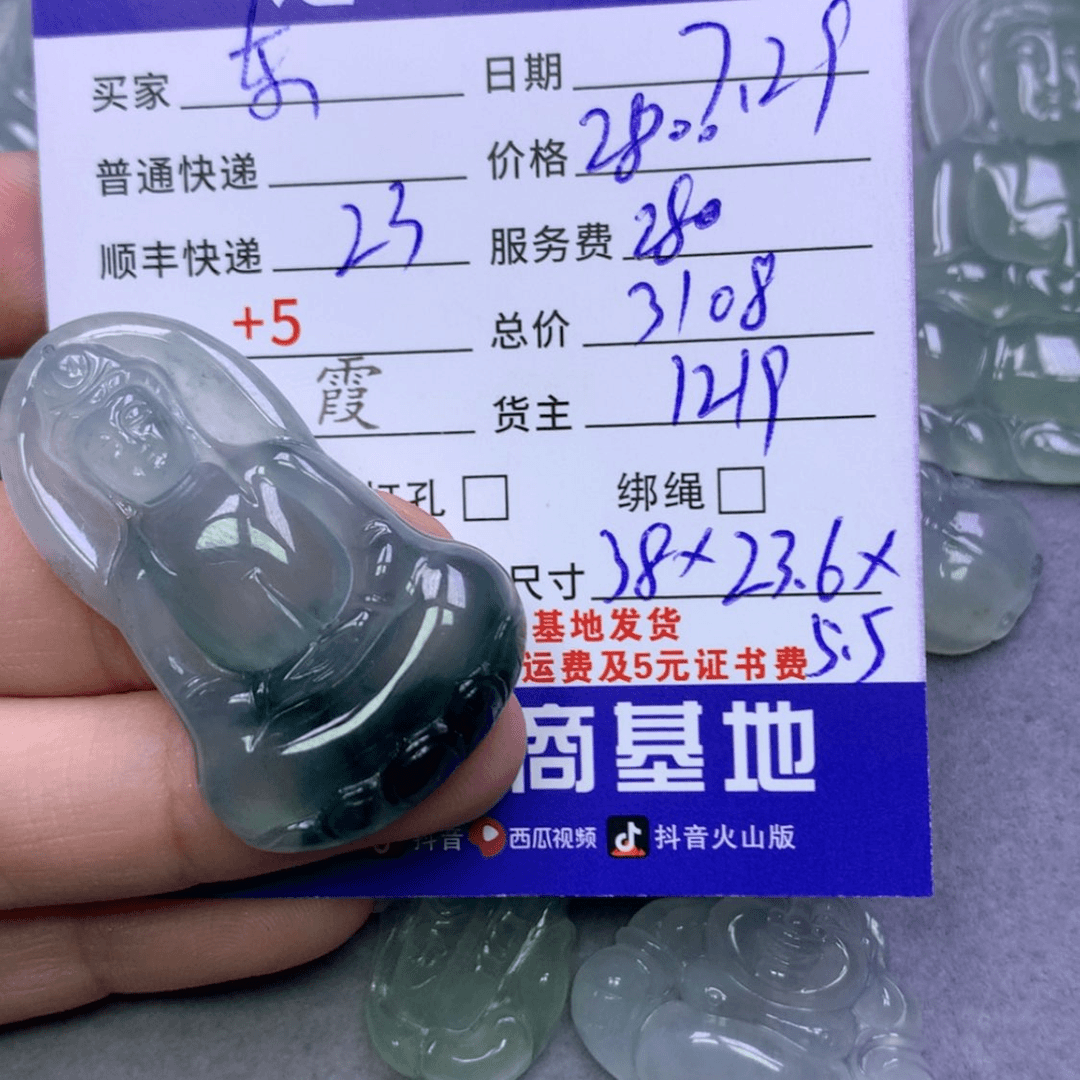 买家 东 日期 7.29
普通快递 价格 2800
顺丰快递 23 服务费 280
+5 总价 3108
霞 货主 1219
打孔 绑绳
尺寸 38×23.6×
5.5
基地发货
运费及5元证书费
商基地
抖音 西瓜视频 抖音火山版